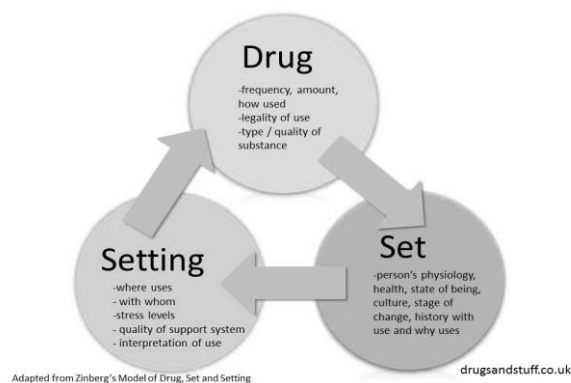 Drug
-frequency, amount,
how used
-legality of use
-type / quality of
substance
Setting
-where uses
- with whom
-stress levels
- quality of support system
- interpretation of use
Set
-person's physiology,
health, state of being,
culture, stage of
change, history with
use and why uses
Adapted from Zinberg's Model of Drug, Set and Setting
drugsandstuff.co.uk